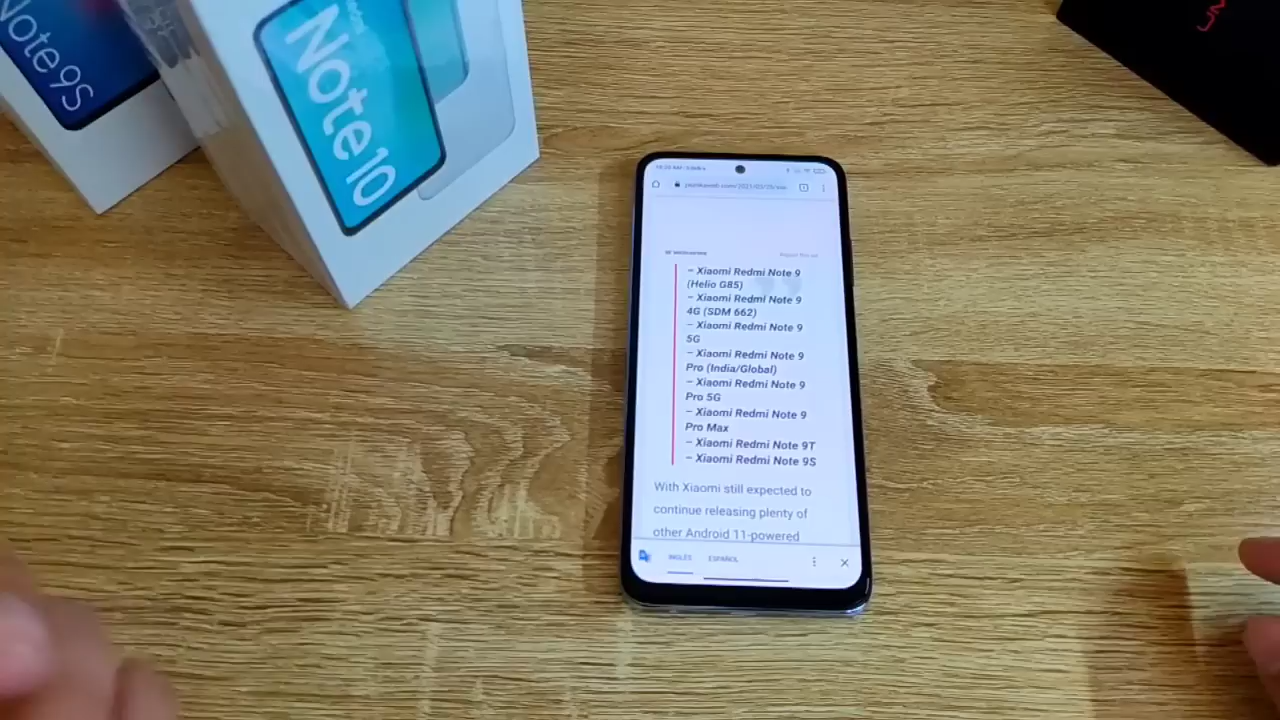 Note9S
Note10
– Xiaomi Redmi Note 9
(Helio G85)
– Xiaomi Redmi Note 9
4G (SDM 662)
– Xiaomi Redmi Note 9
5G
– Xiaomi Redmi Note 9
Pro (India/Global)
– Xiaomi Redmi Note 9
Pro 5G
– Xiaomi Redmi Note 9
Pro Max
– Xiaomi Redmi Note 9T
– Xiaomi Redmi Note 9S
With Xiaomi still expected to
continue releasing plenty of
other Android 11-powered
INGLÉS ESPAÑOL